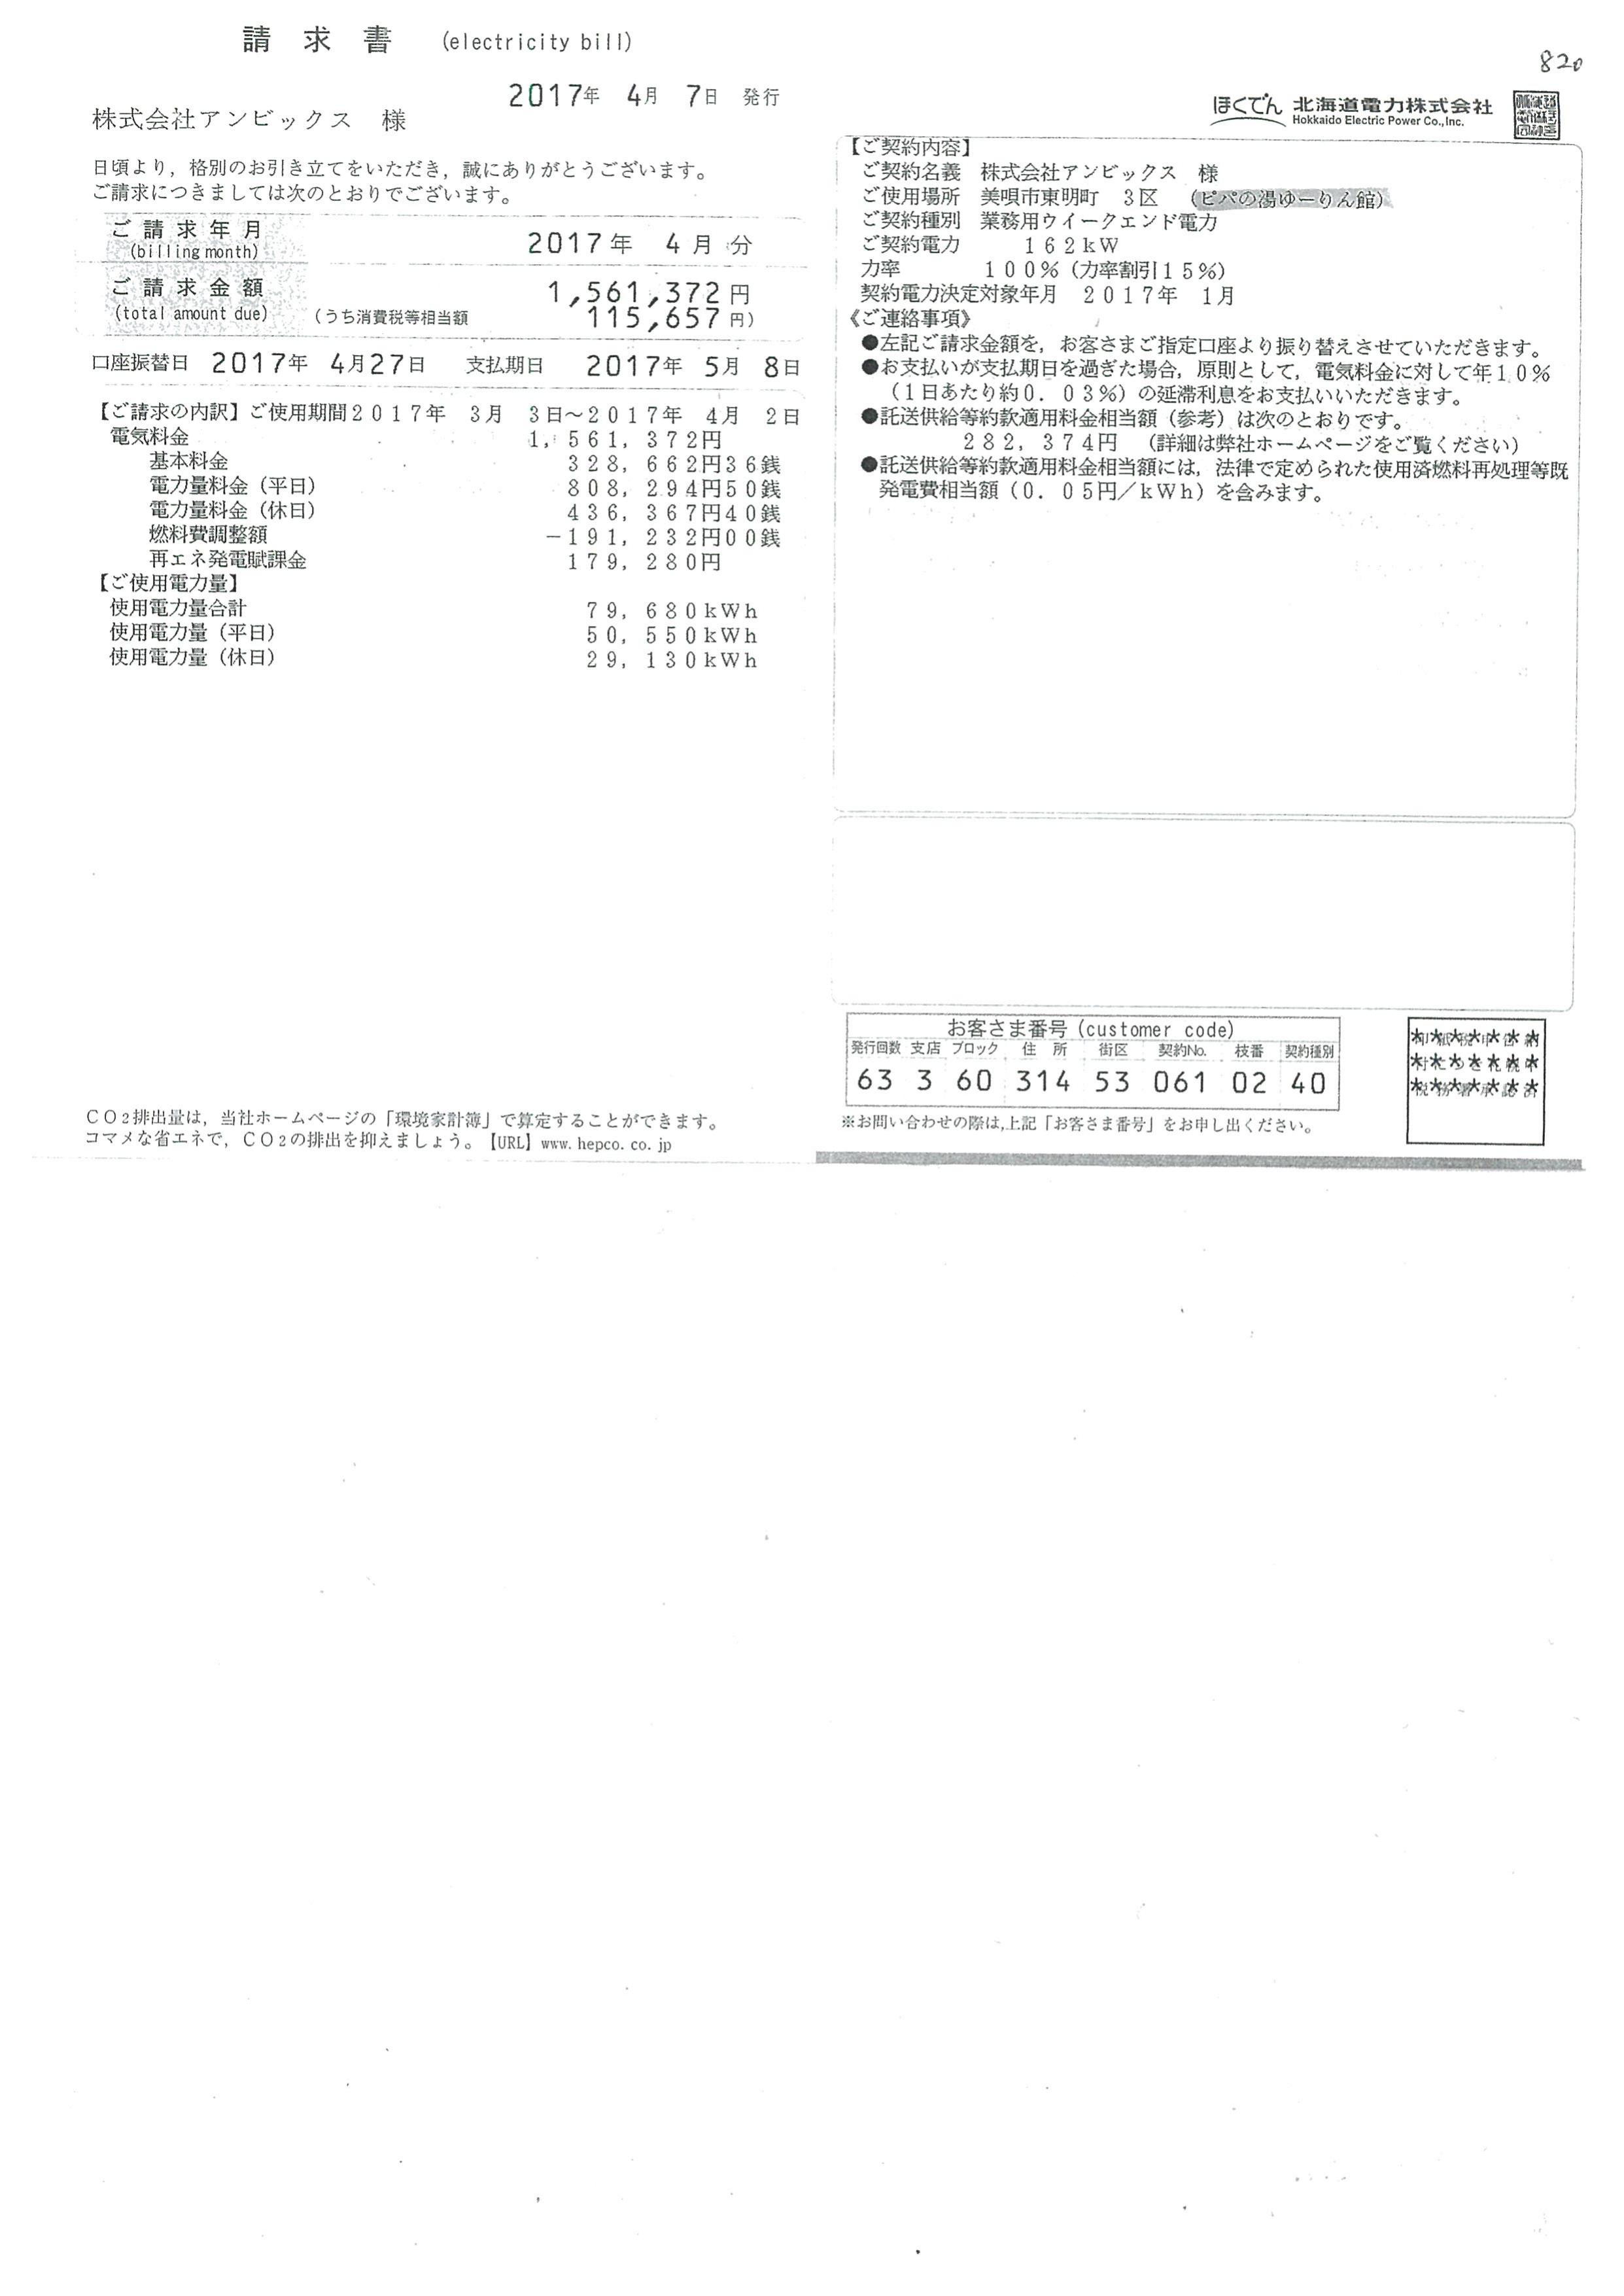 請求書 (electricity bill)
820
2017年 4月 7日 発行
株式会社アンビックス 様
日頃より，格別のお引き立てをいただき，誠にありがとうございます。
ご請求につきましては次のとおりでございます。
ご請求年月 2017年 4月分
(billing month)
ご請求金額 1,561,372円
(total amount due) (うち消費税等相当額 115,657円)
口座振替日 2017年 4月27日 支払期日 2017年 5月 8日
【ご請求の内訳】ご使用期間2017年 3月 3日～2017年 4月 2日
電気料金 1,561,372円
基本料金 328,662円36銭
電力量料金（平日） 808,294円50銭
電力量料金（休日） 436,367円40銭
燃料費調整額 −191,232円00銭
再エネ発電賦課金 179,280円
【ご使用電力量】
使用電力量合計 79,680kWh
使用電力量（平日） 50,550kWh
使用電力量（休日） 29,130kWh
CO2排出量は，当社ホームページの「環境家計簿」で算定することができます。
コマメな省エネで，CO2の排出を抑えましょう。【URL】www.hepco.co.jp
ほくでん 北海道電力株式会社
Hokkaido Electric Power Co.,Inc.
【ご契約内容】
ご契約名義 株式会社アンビックス 様
ご使用場所 美唄市東明町 3区 (ピパの湯ゆーりん館)
ご契約種別 業務用ウイークエンド電力
ご契約電力 162kW
力率 100%（力率割引15%）
契約電力決定対象年月 2017年 1月
《ご連絡事項》
●左記ご請求金額を，お客さまご指定口座より振り替えさせていただきます。
●お支払いが支払期日を過ぎた場合，原則として，電気料金に対して年10%
（1日あたり約0.03%）の延滞利息をお支払いいただきます。
●託送供給等約款適用料金相当額（参考）は次のとおりです。
282,374円 （詳細は弊社ホームページをご覧ください）
●託送供給等約款適用料金相当額には，法律で定められた使用済燃料再処理等既
発電費相当額（0.05円／kWh）を含みます。
お客さま番号 (customer code)
発行回数 支店 ブロック 住所 街区 契約No. 枝番 契約種別
63 3 60 314 53 061 02 40
※お問い合わせの際は,上記「お客さま番号」をお申し出ください。